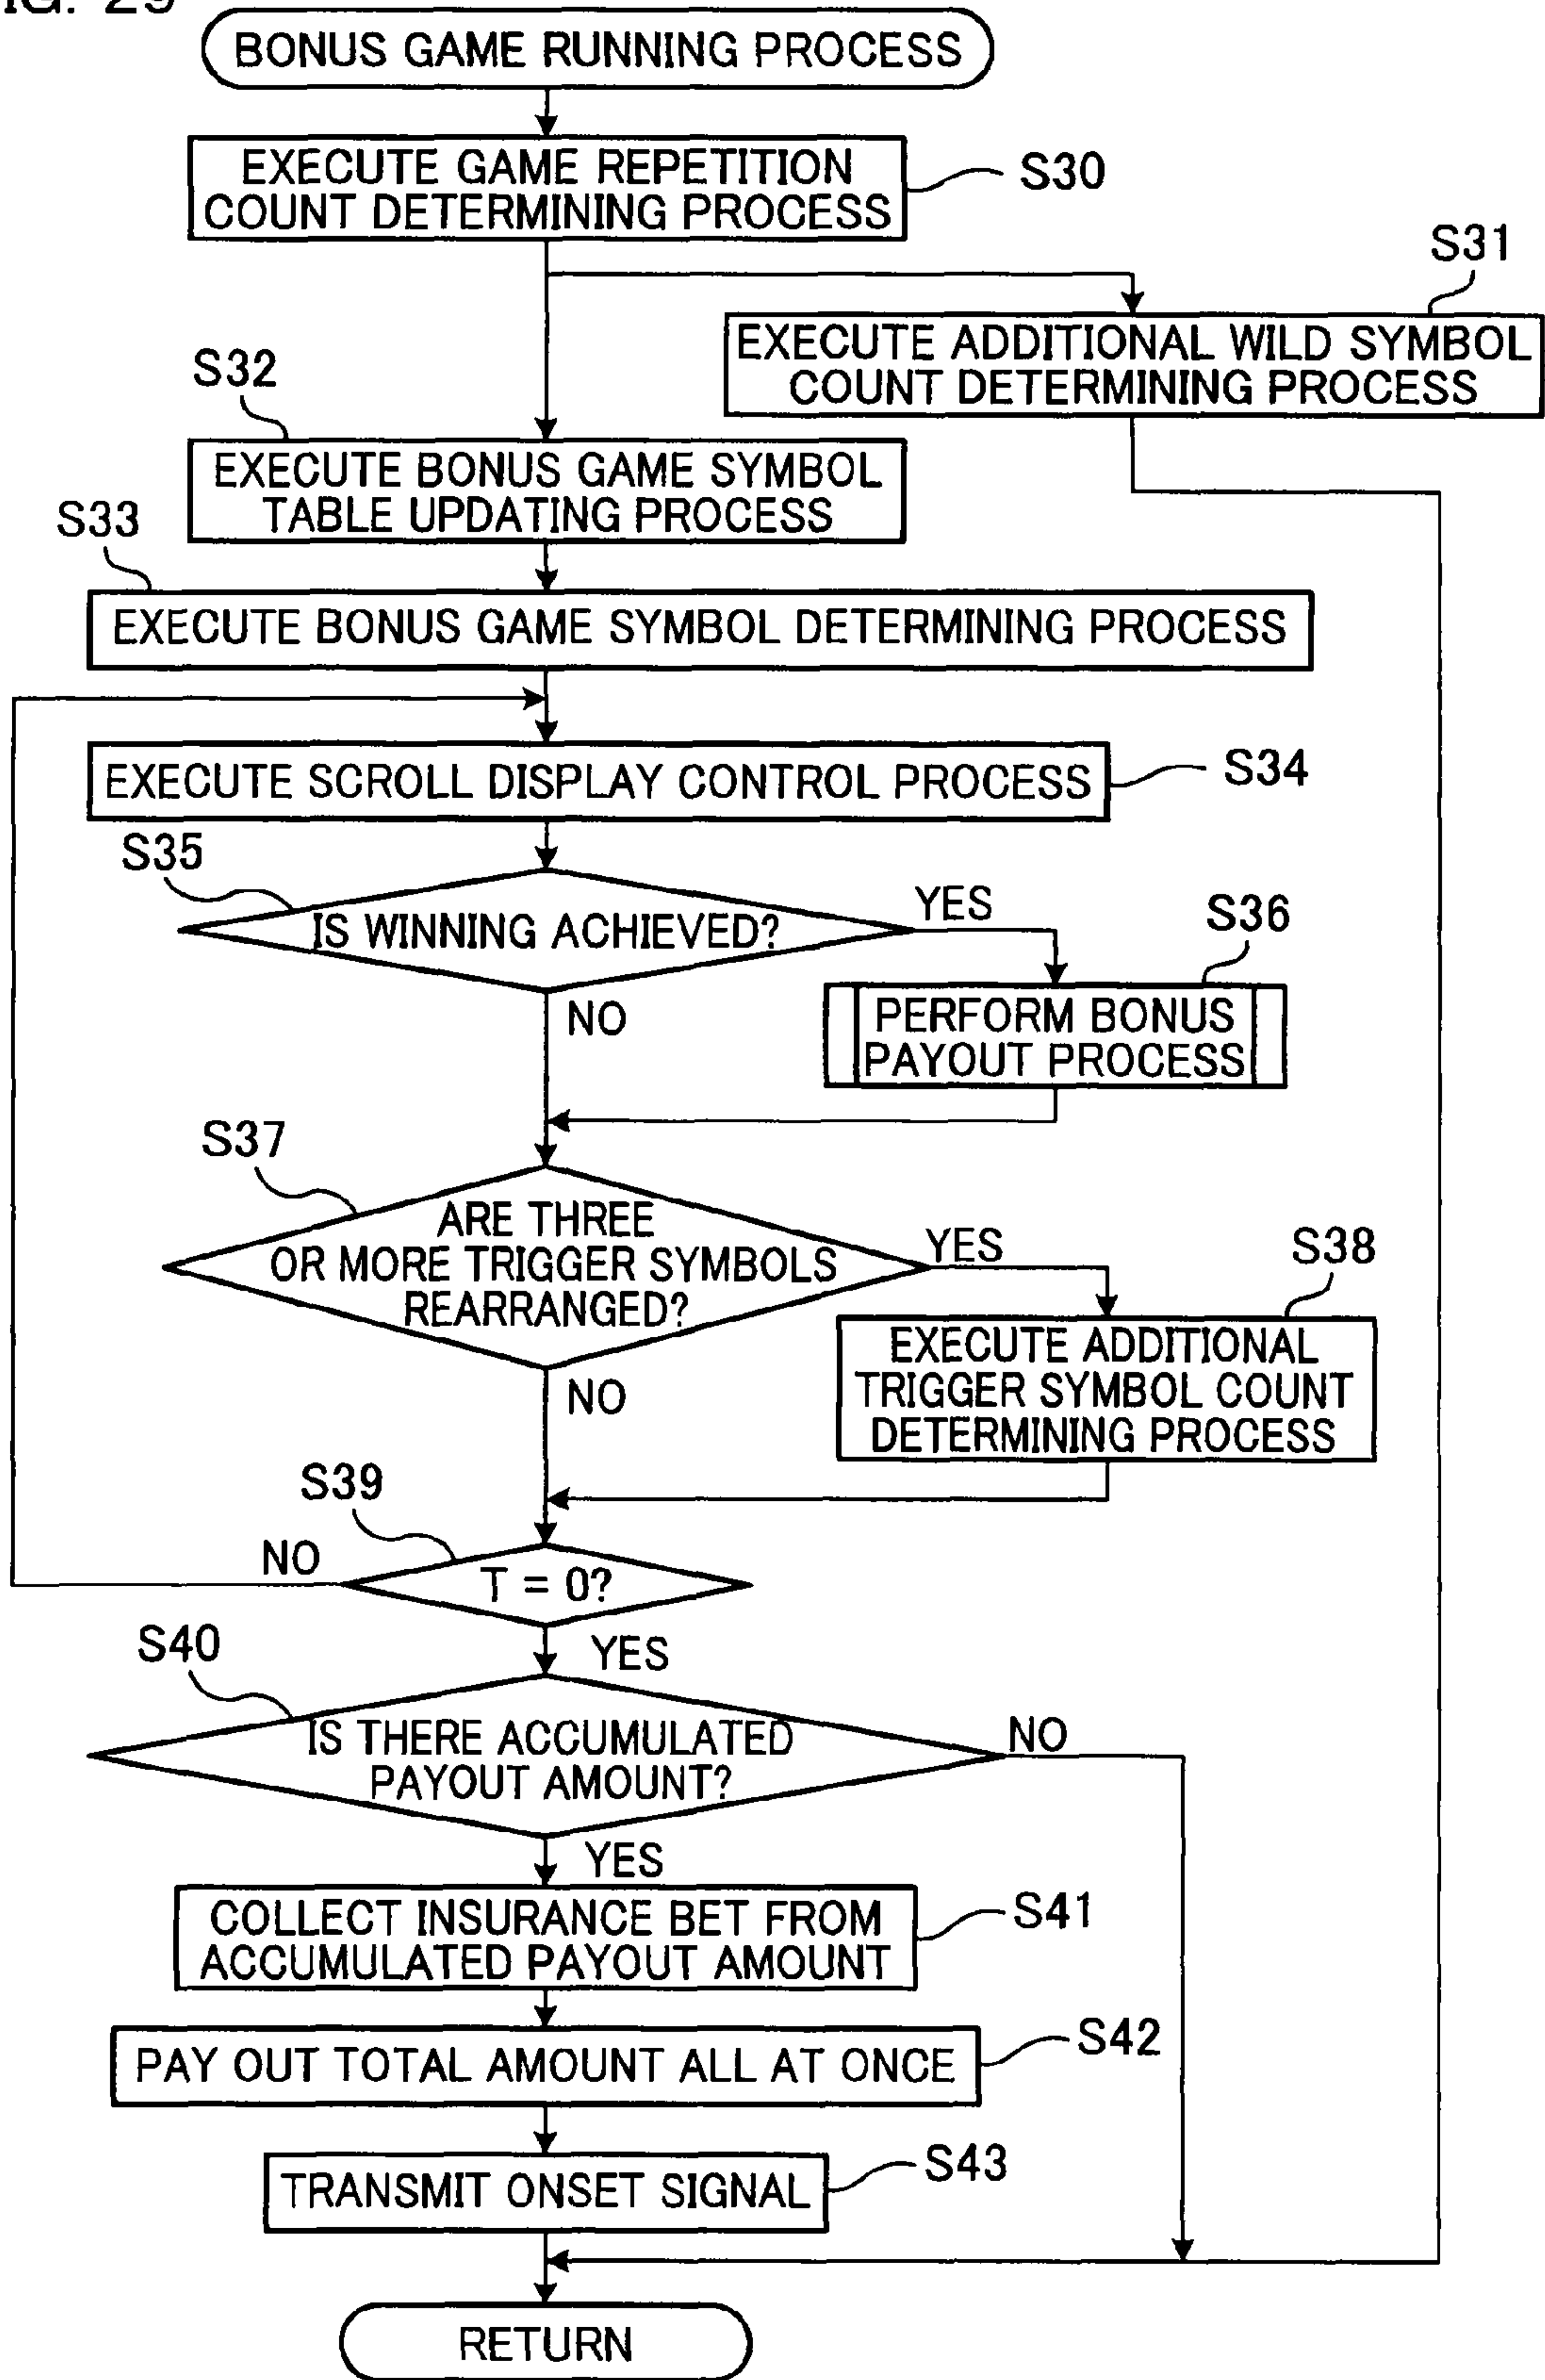 FIG. 29
BONUS GAME RUNNING PROCESS
EXECUTE GAME REPETITION
COUNT DETERMINING PROCESS
S30
S31
EXECUTE ADDITIONAL WILD SYMBOL
COUNT DETERMINING PROCESS
S32
EXECUTE BONUS GAME SYMBOL
TABLE UPDATING PROCESS
S33
EXECUTE BONUS GAME SYMBOL DETERMINING PROCESS
EXECUTE SCROLL DISPLAY CONTROL PROCESS
S34
S35
IS WINNING ACHIEVED?
YES
NO
S36
PERFORM BONUS
PAYOUT PROCESS
S37
ARE THREE
OR MORE TRIGGER SYMBOLS
REARRANGED?
YES
NO
S38
EXECUTE ADDITIONAL
TRIGGER SYMBOL COUNT
DETERMINING PROCESS
S39
NO
T = 0?
YES
S40
IS THERE ACCUMULATED
PAYOUT AMOUNT?
NO
YES
COLLECT INSURANCE BET FROM
ACCUMULATED PAYOUT AMOUNT
S41
PAY OUT TOTAL AMOUNT ALL AT ONCE
S42
TRANSMIT ONSET SIGNAL
S43
RETURN